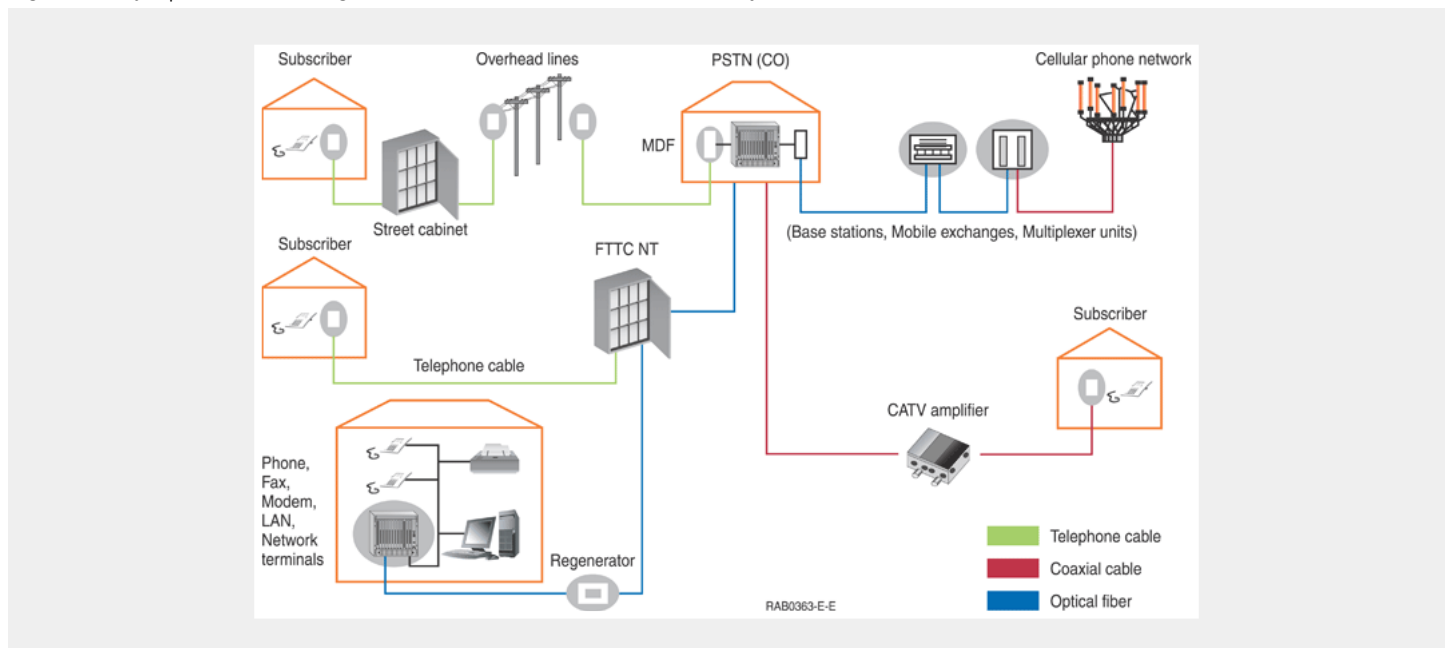 Subscriber
Overhead lines
PSTN (CO)
Cellular phone network
MDF
Street cabinet
(Base stations, Mobile exchanges, Multiplexer units)
Subscriber
FTTC NT
Subscriber
Telephone cable
CATV amplifier
Phone,
Fax,
Modem,
LAN,
Network
terminals
Regenerator
Telephone cable
Coaxial cable
Optical fiber
RAB0363-E-E